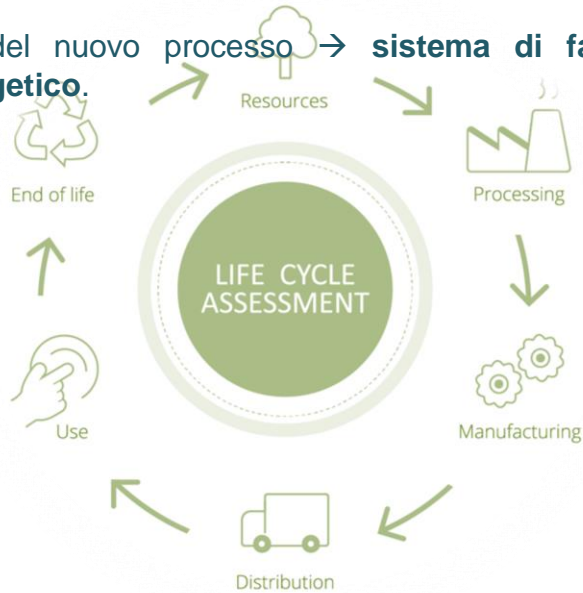 del nuovo processo → sistema di fa
getico.
Resources
End of life
Processing
LIFE CYCLE
ASSESSMENT
Use
Manufacturing
Distribution